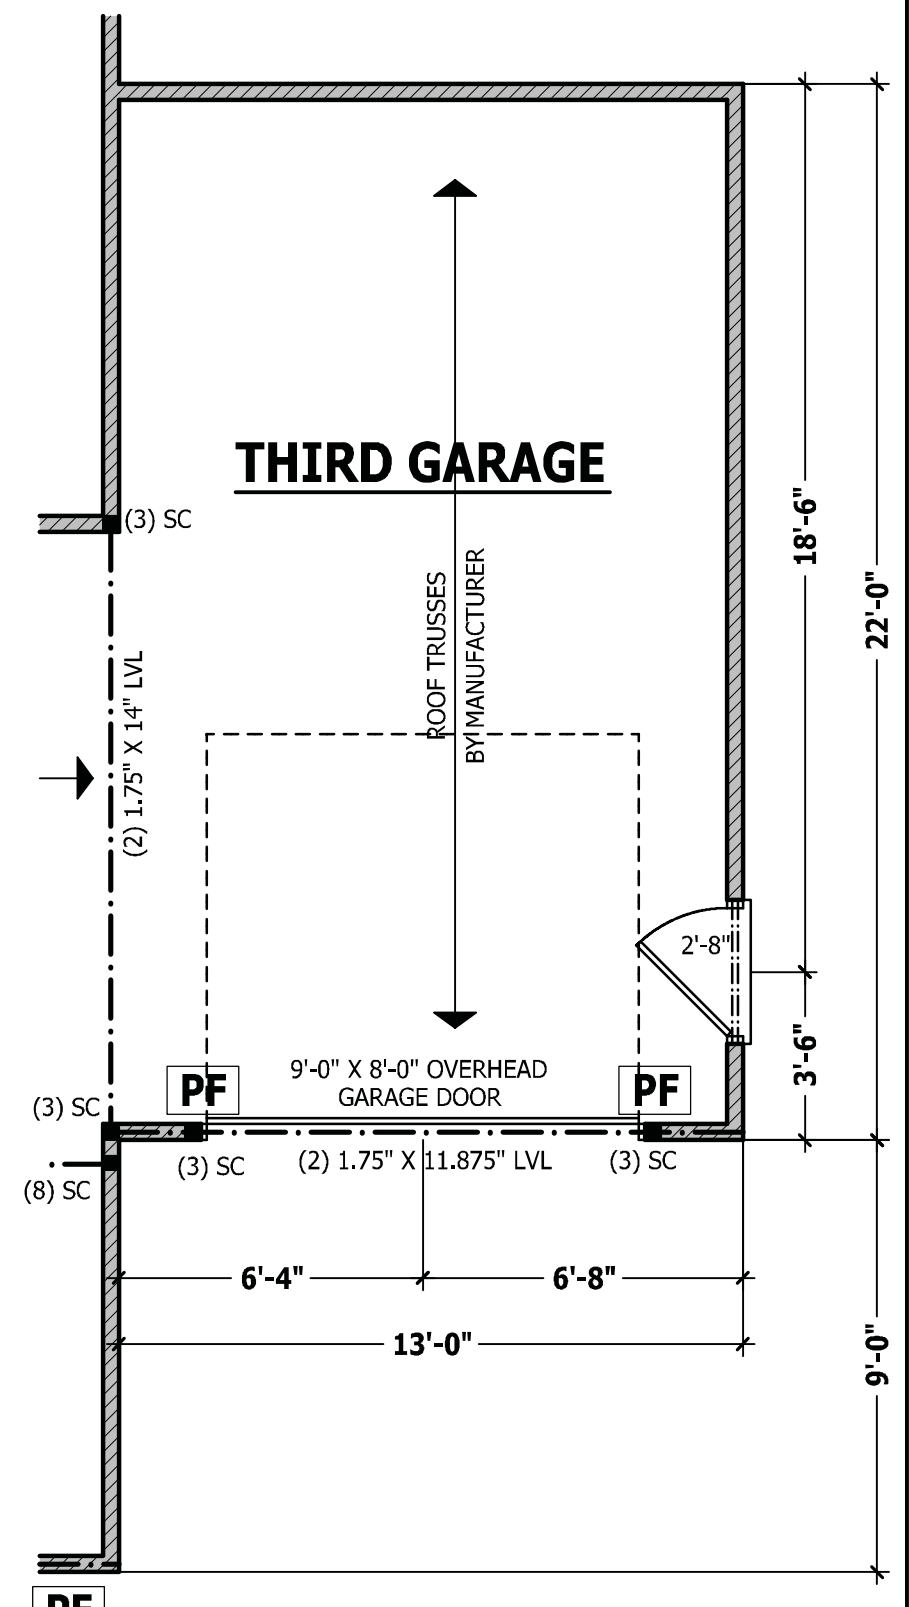 THIRD GARAGE
(3) SC
18'-6"
22'-0"
ROOF TRUSSES
BY MANUFACTURER
(2) 1.75" X 14" LVL
2'-8"
3'-6"
9'-0" X 8'-0" OVERHEAD
GARAGE DOOR
PF
PF
(3) SC
(3) SC
(2) 1.75" X 11.875" LVL
(3) SC
(8) SC
6'-4"
6'-8"
13'-0"
9'-0"
PF